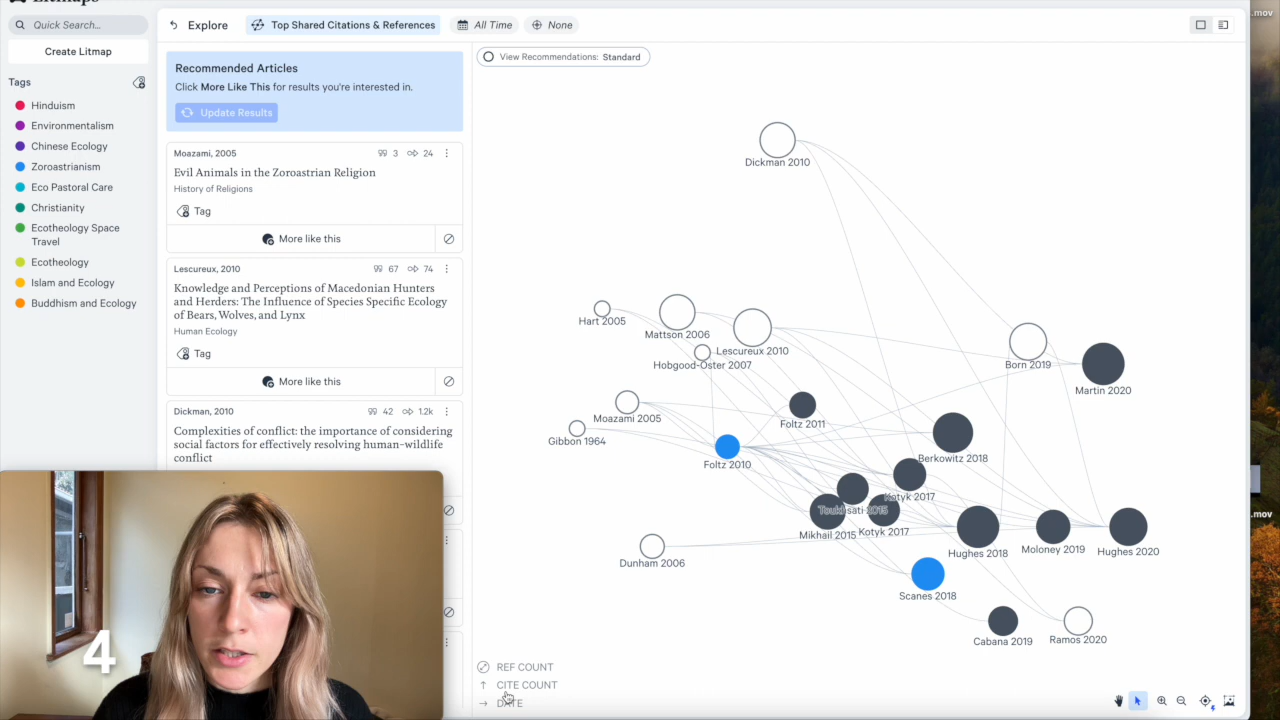 Litmaps
Quick Search...
Create Litmap
Tags
Hinduism
Environmentalism
Chinese Ecology
Zoroastrianism
Eco Pastoral Care
Christianity
Ecotheology Space
Travel
Ecotheology
Islam and Ecology
Buddhism and Ecology
Explore
Top Shared Citations & References
All Time
None
Recommended Articles
Click More Like This for results you're interested in.
Update Results
Moazami, 2005
3
24
Evil Animals in the Zoroastrian Religion
History of Religions
Tag
More like this
Lescureux, 2010
67
74
Knowledge and Perceptions of Macedonian Hunters
and Herders: The Influence of Species Specific Ecology
of Bears, Wolves, and Lynx
Human Ecology
Tag
More like this
Dickman, 2010
42
1.2k
Complexities of conflict: the importance of considering
social factors for effectively resolving human–wildlife
conflict
4
View Recommendations: Standard
Dickman 2010
Hart 2005
Mattson 2006
Lescureux 2010
Hobgood-Oster 2007
Born 2019
Martin 2020
Moazami 2005
Foltz 2011
Gibbon 1964
Foltz 2010
Berkowitz 2018
Kotyk 2017
Mikhail 2015
Kotyk 2017
Hughes 2018
Moloney 2019
Hughes 2020
Dunham 2006
Scanes 2018
Cabana 2019
Ramos 2020
REF COUNT
CITE COUNT
DATE
.mov
.mov